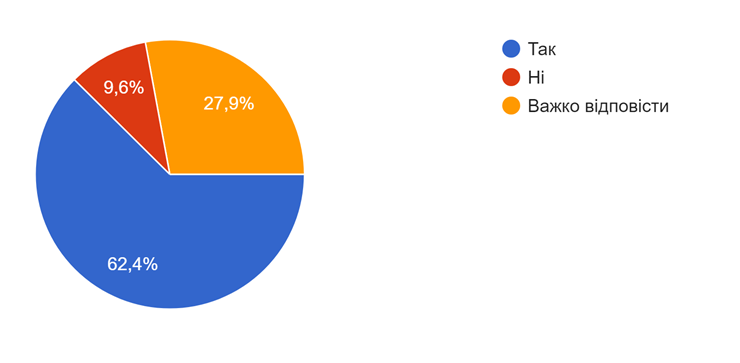 9,6%
27,9%
62,4%
Так
Ні
Важко відповісти